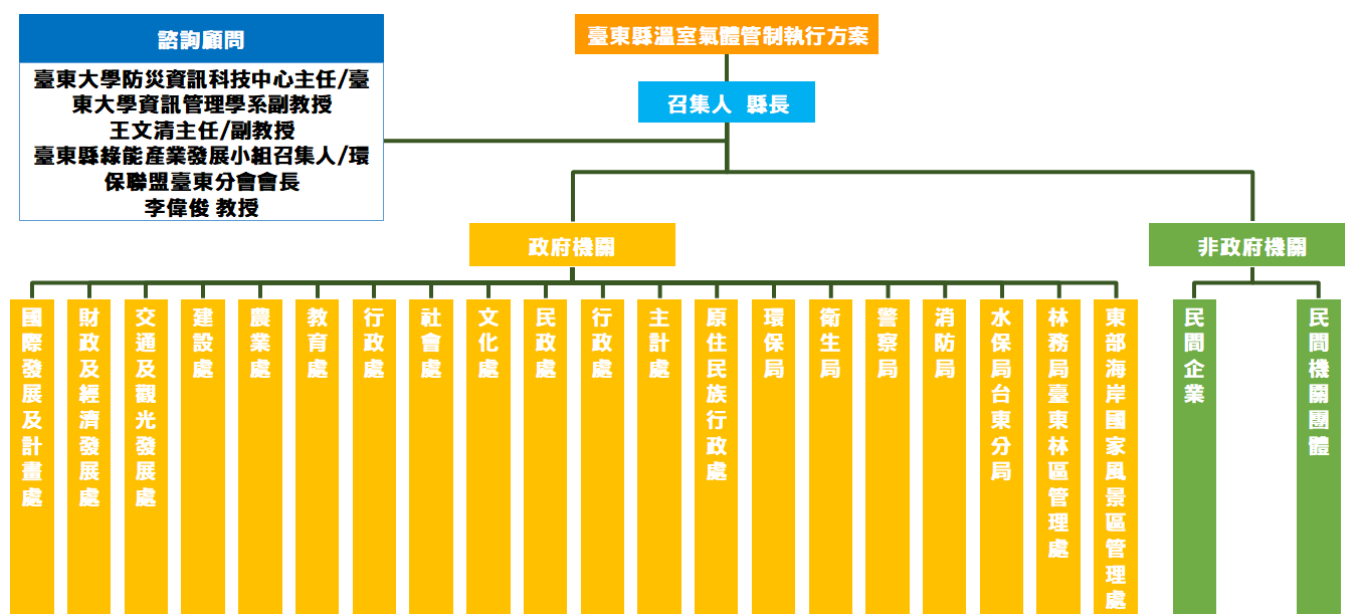 諮詢顧問
臺東大學防災資訊科技中心主任/臺
東大學資訊管理學系副教授
王文清主任/副教授
臺東縣綠能產業發展小組召集人/環
保聯盟臺東分會會長
李偉俊 教授
臺東縣溫室氣體管制執行方案
召集人 縣長
政府機關
非政府機關
國際發展及計畫處
財政及經濟發展處
交通及觀光發展處
建設處
農業處
教育處
行政處
社會處
文化處
民政處
行政處
主計處
原住民族行政處
環保局
衛生局
警察局
消防局
水保局台東分局
林務局臺東林區管理處
東部海岸國家風景區管理處
民間企業
民間機關團體